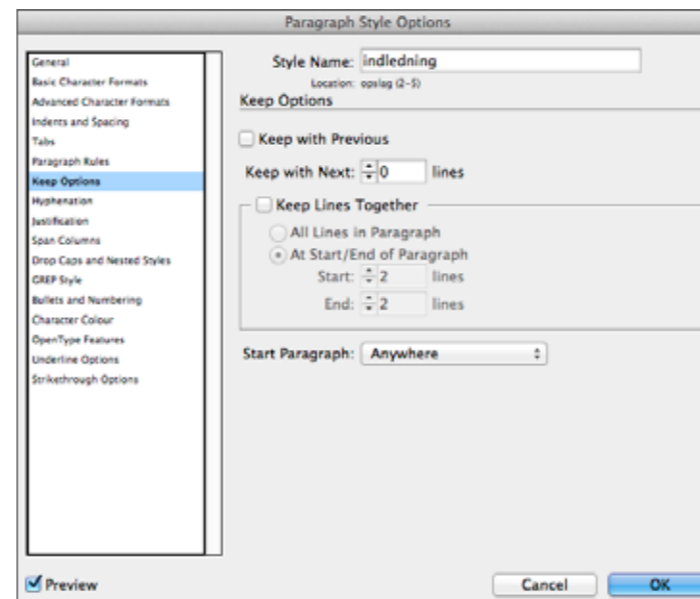 Paragraph Style Options
General
Basic Character Formats
Advanced Character Formats
Indents and Spacing
Tabs
Paragraph Rules
Keep Options
Hyphenation
Justification
Span Columns
Drop Caps and Nested Styles
GREP Style
Bullets and Numbering
Character Colour
OpenType Features
Underline Options
Strikethrough Options
Style Name: indledning
Location: opslag (2-5)
Keep Options
Keep with Previous
Keep with Next: 0 lines
Keep Lines Together
All Lines in Paragraph
At Start/End of Paragraph
Start: 2 lines
End: 2 lines
Start Paragraph: Anywhere
Preview
Cancel
OK